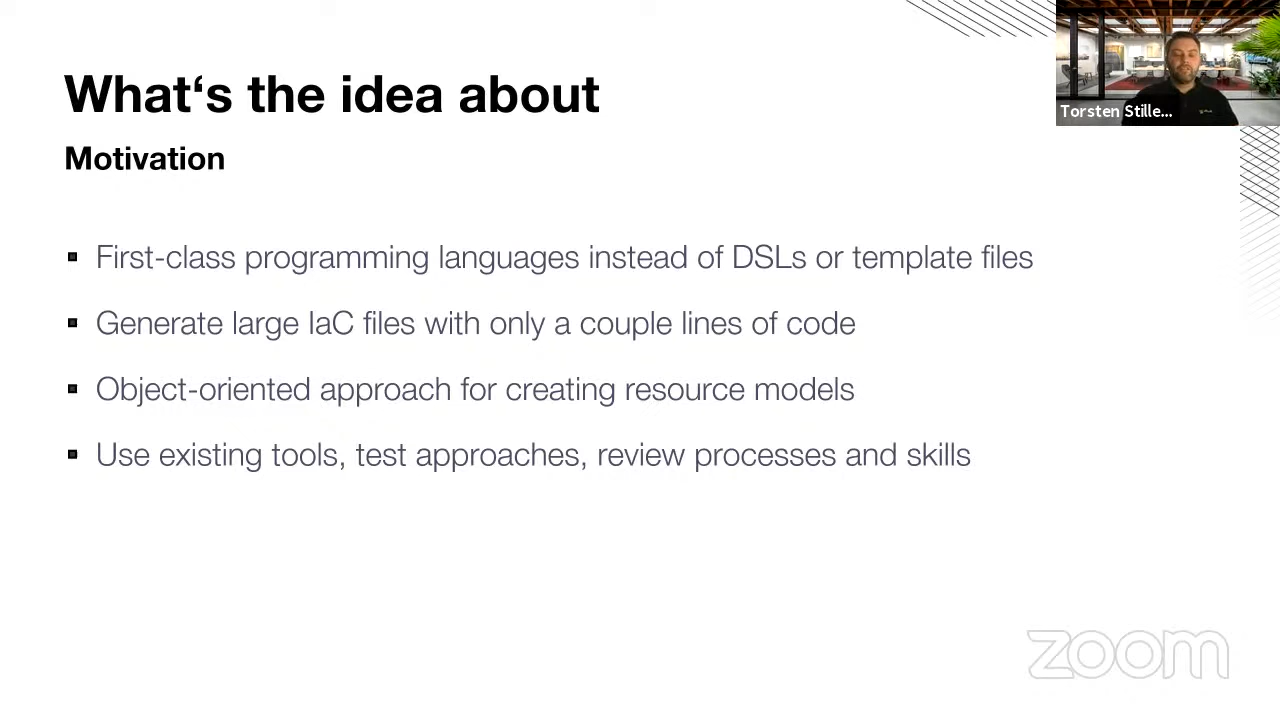 What‘s the idea about
Motivation
First-class programming languages instead of DSLs or template files
Generate large IaC files with only a couple lines of code
Object-oriented approach for creating resource models
Use existing tools, test approaches, review processes and skills
Torsten Stille...
zoom